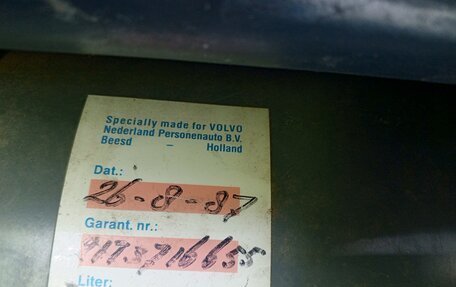 Specially made for VOLVO
Nederland Personenauto B.V.
Beesd – Holland
Dat.:
26-8-87
Garant. nr.:
Liter: